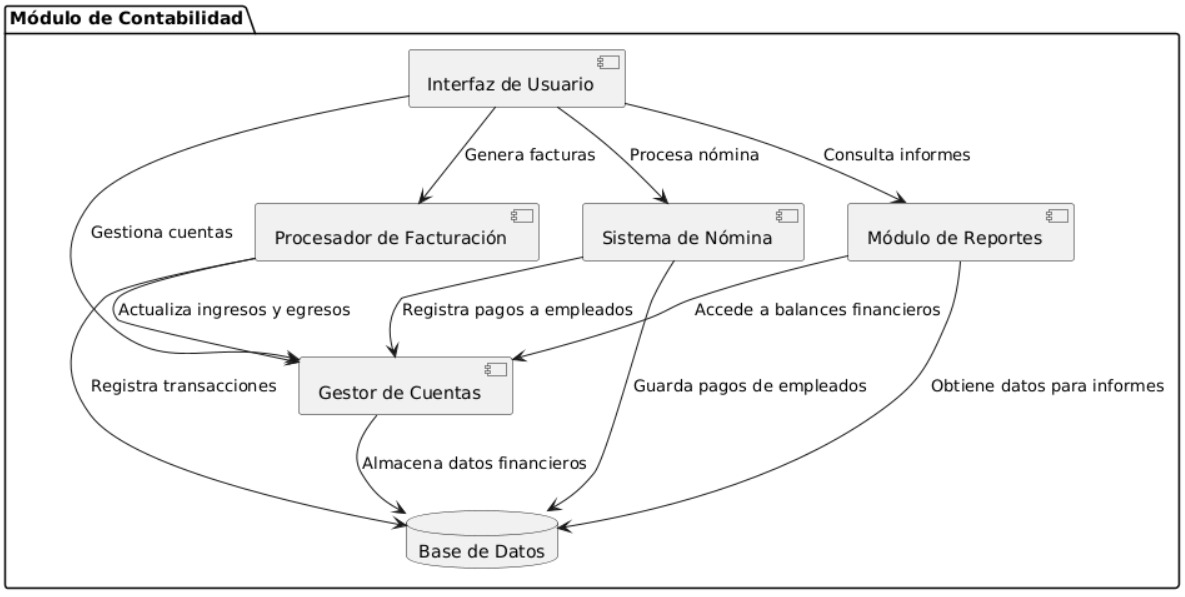 Módulo de Contabilidad
Interfaz de Usuario
Genera facturas
Procesa nómina
Consulta informes
Gestiona cuentas
Procesador de Facturación
Sistema de Nómina
Módulo de Reportes
Actualiza ingresos y egresos
Registra pagos a empleados
Accede a balances financieros
Registra transacciones
Gestor de Cuentas
Guarda pagos de empleados
Obtiene datos para informes
Almacena datos financieros
Base de Datos